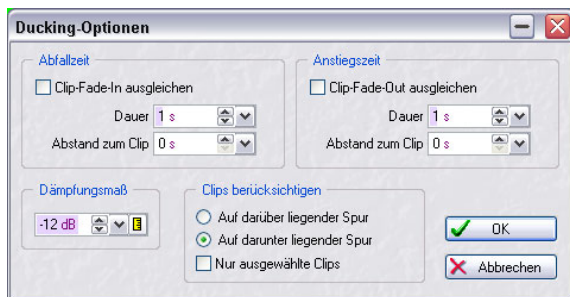 Ducking-Optionen
Abfallzeit
Clip-Fade-In ausgleichen
Dauer 1 s
Abstand zum Clip 0 s
Anstiegszeit
Clip-Fade-Out ausgleichen
Dauer 1 s
Abstand zum Clip 0 s
Dämpfungsmaß
-12 dB
Clips berücksichtigen
Auf darüber liegender Spur
Auf darunter liegender Spur
Nur ausgewählte Clips
OK
Abbrechen